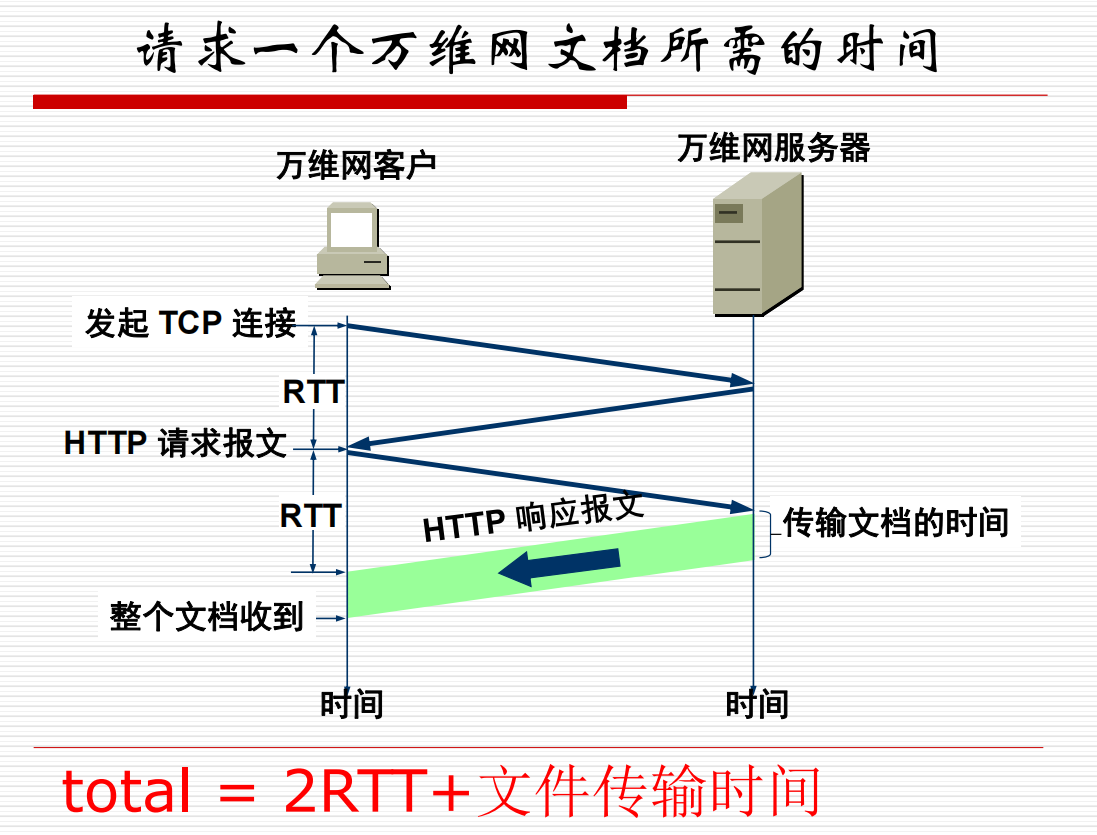 请求一个万维网文档所需的时间
万维网客户
万维网服务器
发起 TCP 连接
RTT
HTTP 请求报文
RTT
HTTP 响应报文
传输文档的时间
整个文档收到
时间
时间
total = 2RTT+文件传输时间